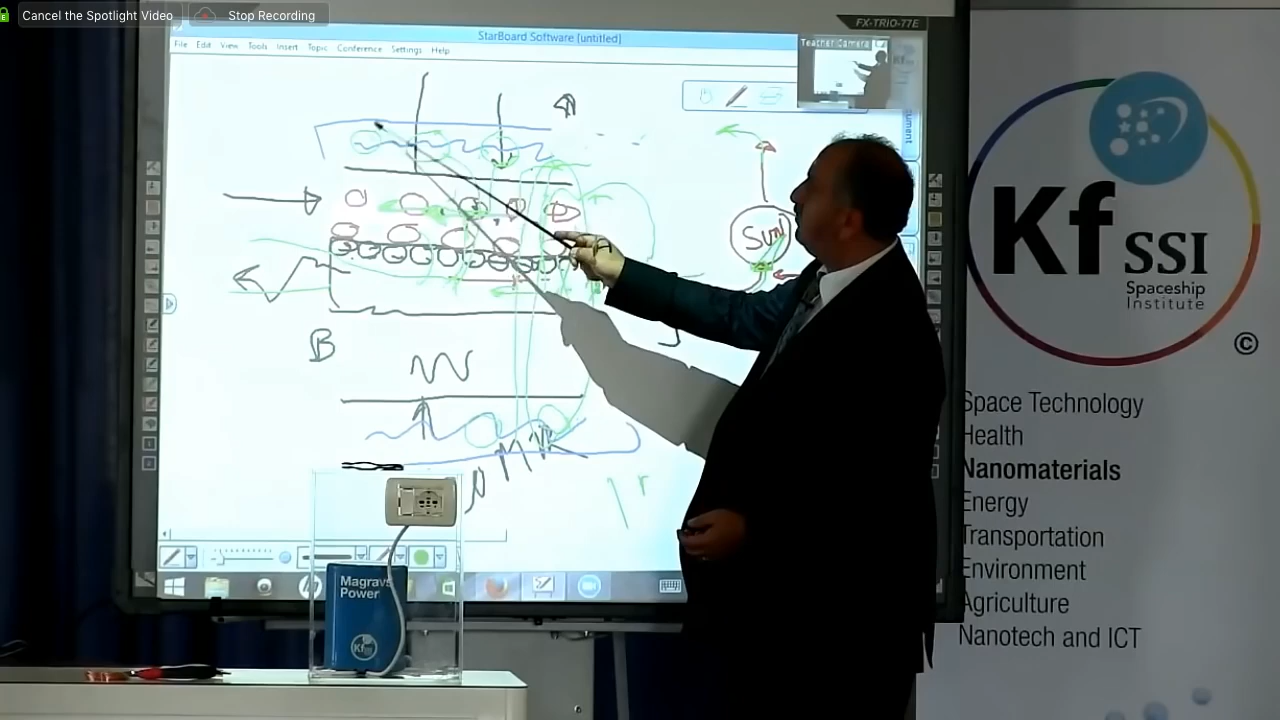 Cancel the Spotlight Video
Stop Recording
FX-TRIO-77E
StarBoard Software [untitled]
File Edit View Tools Insert Topic Conference Settings Help
Teacher Camera
Sun
B
Kf SSI
Spaceship
Institute
©
Space Technology
Health
Nanomaterials
Energy
Transportation
Environment
Agriculture
Nanotech and ICT
Magravs
Power
Kf